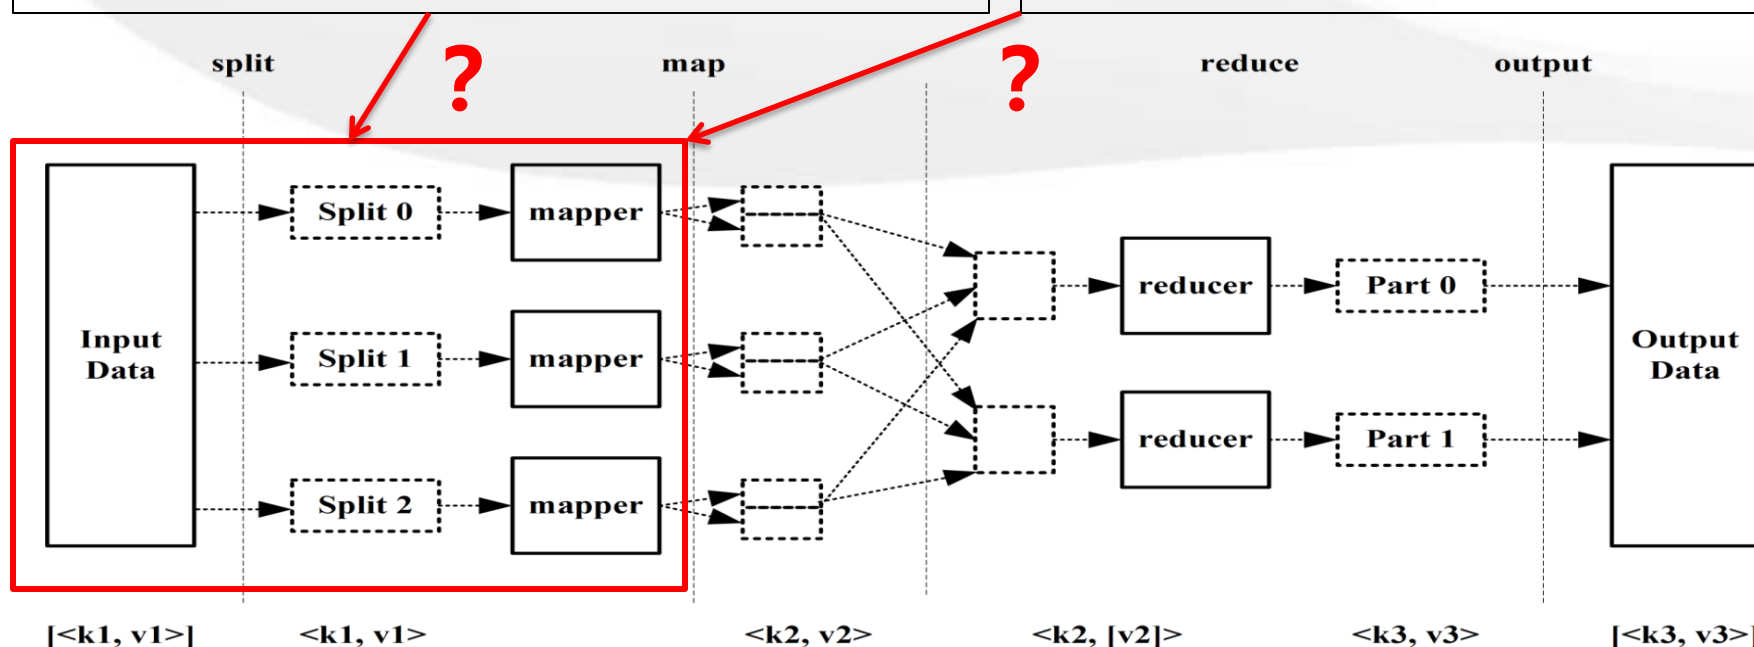 split
?
map
?
reduce
output
Input
Data
Split 0
mapper
Split 1
mapper
Split 2
mapper
reducer
Part 0
reducer
Part 1
Output
Data
[<k1, v1>]
<k1, v1>
<k2, v2>
<k2, [v2]>
<k3, v3>
[<k3, v3>]